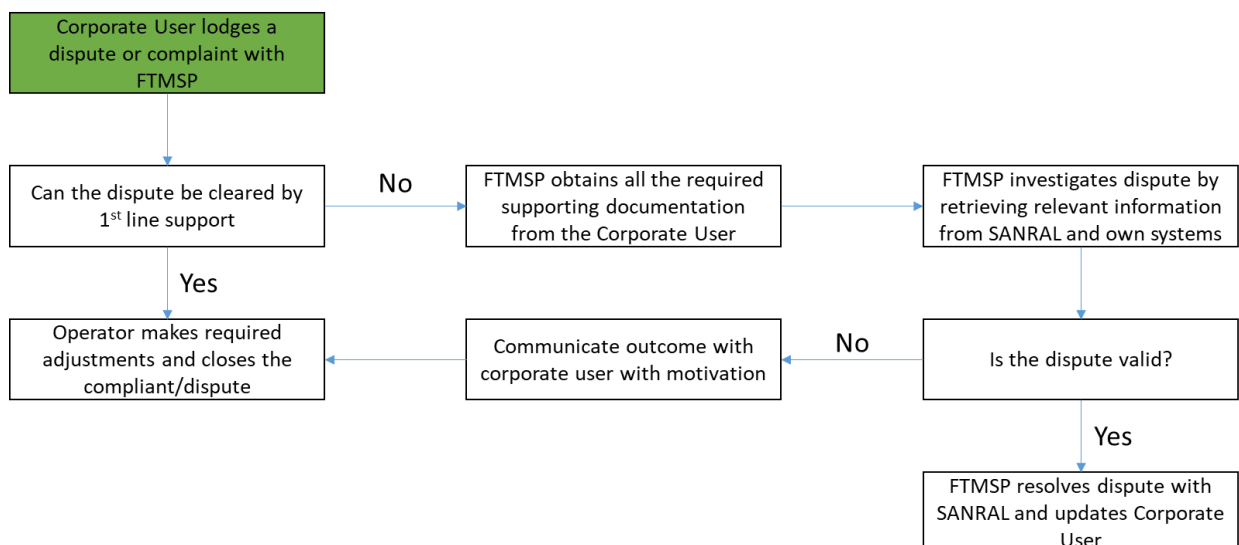 Corporate User lodges a
dispute or complaint with
FTMSP
Can the dispute be cleared by
1st line support
No
FTMSP obtains all the required
supporting documentation
from the Corporate User
FTMSP investigates dispute by
retrieving relevant information
from SANRAL and own systems
Yes
Operator makes required
adjustments and closes the
compliant/dispute
Communicate outcome with
corporate user with motivation
No
Is the dispute valid?
Yes
FTMSP resolves dispute with
SANRAL and updates Corporate
User